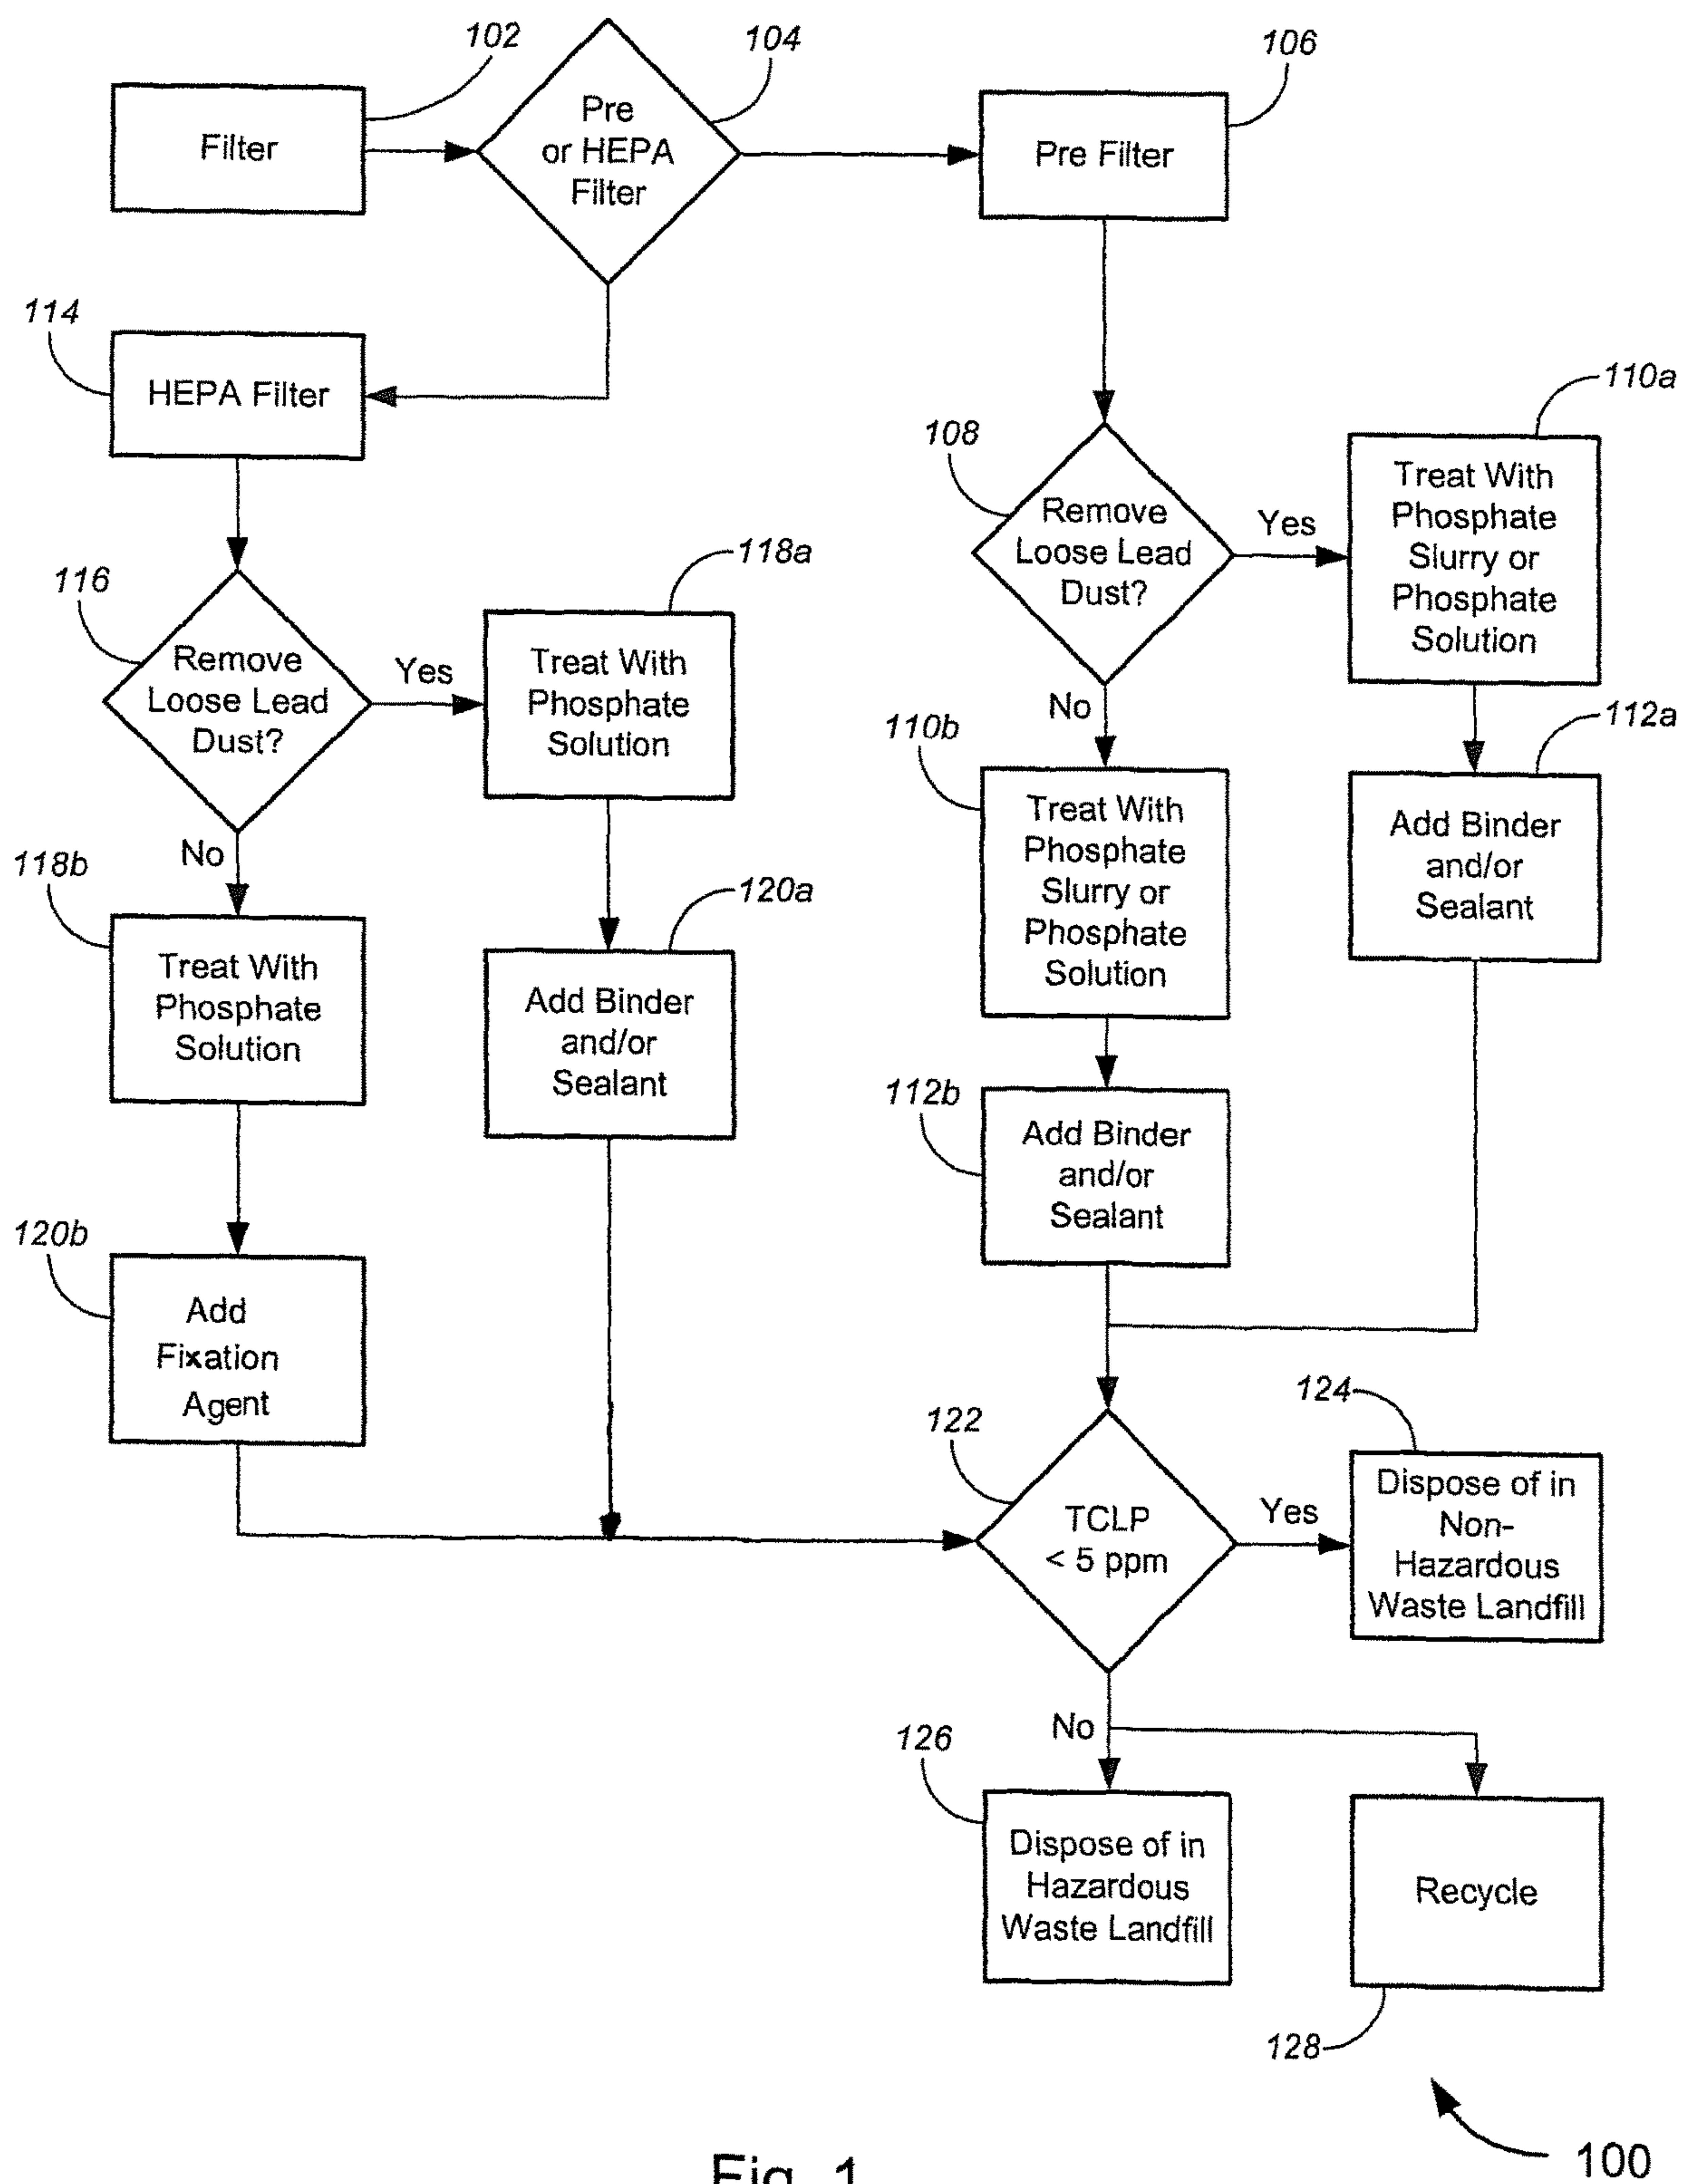 102
104
106
Filter
Pre
or HEPA
Filter
Pre Filter
114
HEPA Filter
110a
108
Remove
Loose Lead
Dust?
Yes
Treat With
Phosphate
Slurry or
Phosphate
Solution
116
118a
Remove
Loose Lead
Dust?
Yes
Treat With
Phosphate
Solution
No
110b
112a
Treat With
Phosphate
Slurry or
Phosphate
Solution
Add Binder
and/or
Sealant
No
118b
Treat With
Phosphate
Solution
120a
Add Binder
and/or
Sealant
112b
Add Binder
and/or
Sealant
120b
Add
Fixation
Agent
122
TCLP
< 5 ppm
Yes
124
Dispose of in
Non-
Hazardous
Waste Landfill
No
126
Dispose of in
Hazardous
Waste Landfill
Recycle
128
100
Fig. 1